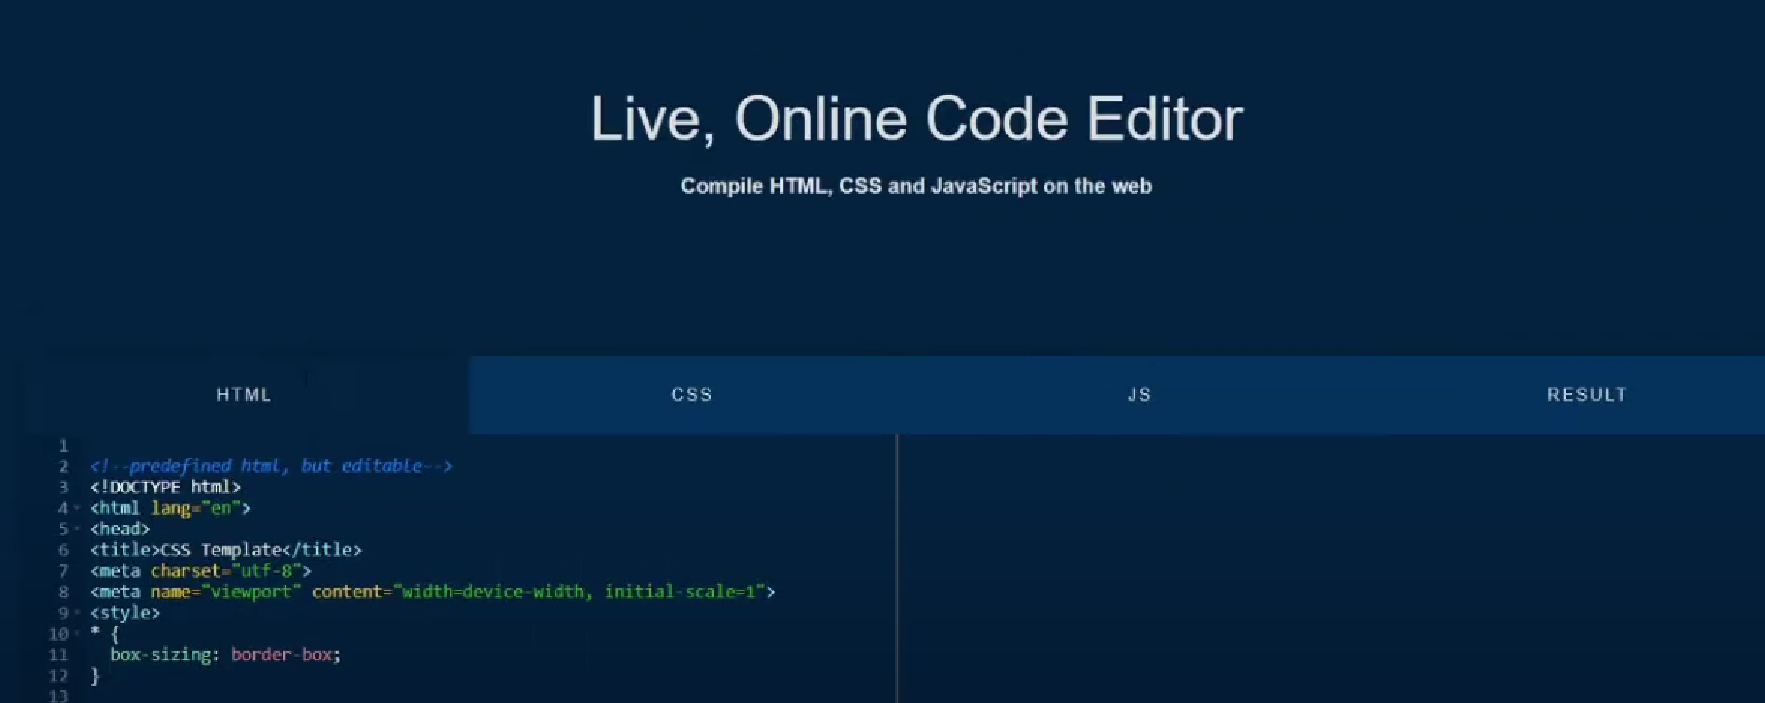 Live, Online Code Editor
Compile HTML, CSS and JavaScript on the web
HTML CSS JS RESULT
1
2 <!--predefined html, but editable-->
3 <!DOCTYPE html>
4 <html lang="en">
5 <head>
6 <title>CSS Template</title>
7 <meta charset="utf-8">
8 <meta name="viewport" content="width=device-width, initial-scale=1">
9 <style>
10 * {
11 box-sizing: border-box;
12 }
13